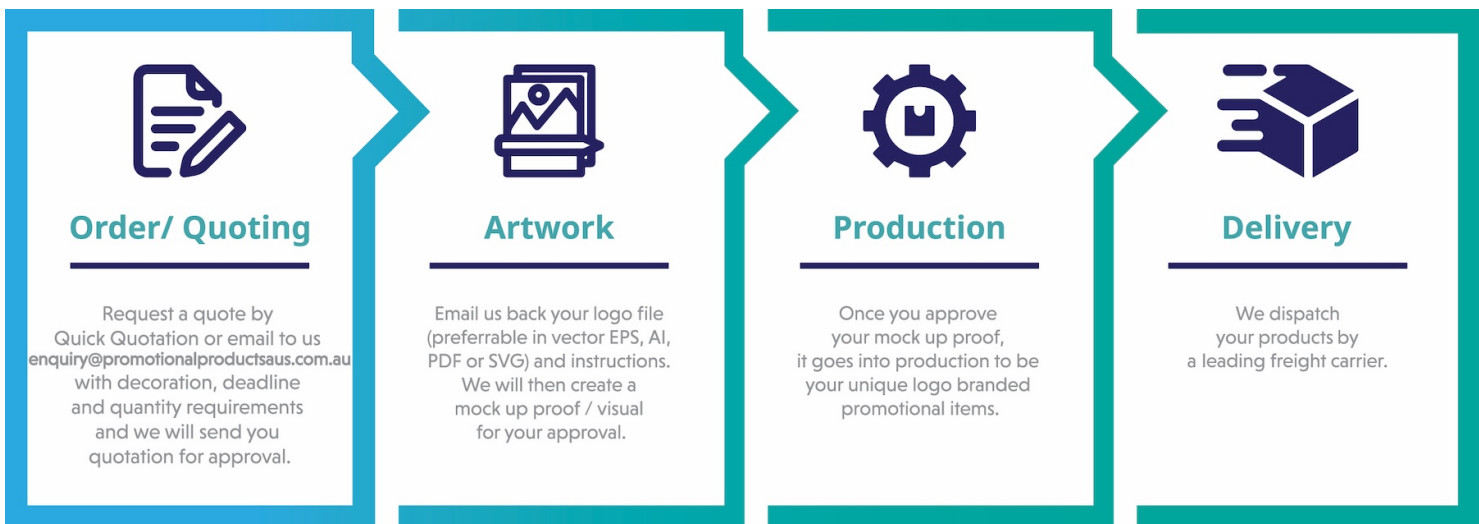 Order/ Quoting
Request a quote by
Quick Quotation or email to us
enquiry@promotionalproductsaus.com.au
with decoration, deadline
and quantity requirements
and we will send you
quotation for approval.
Artwork
Email us back your logo file
(preferrable in vector EPS, AI,
PDF or SVG) and instructions.
We will then create a
mock up proof / visual
for your approval.
Production
Once you approve
your mock up proof,
it goes into production to be
your unique logo branded
promotional items.
Delivery
We dispatch
your products by
a leading freight carrier.